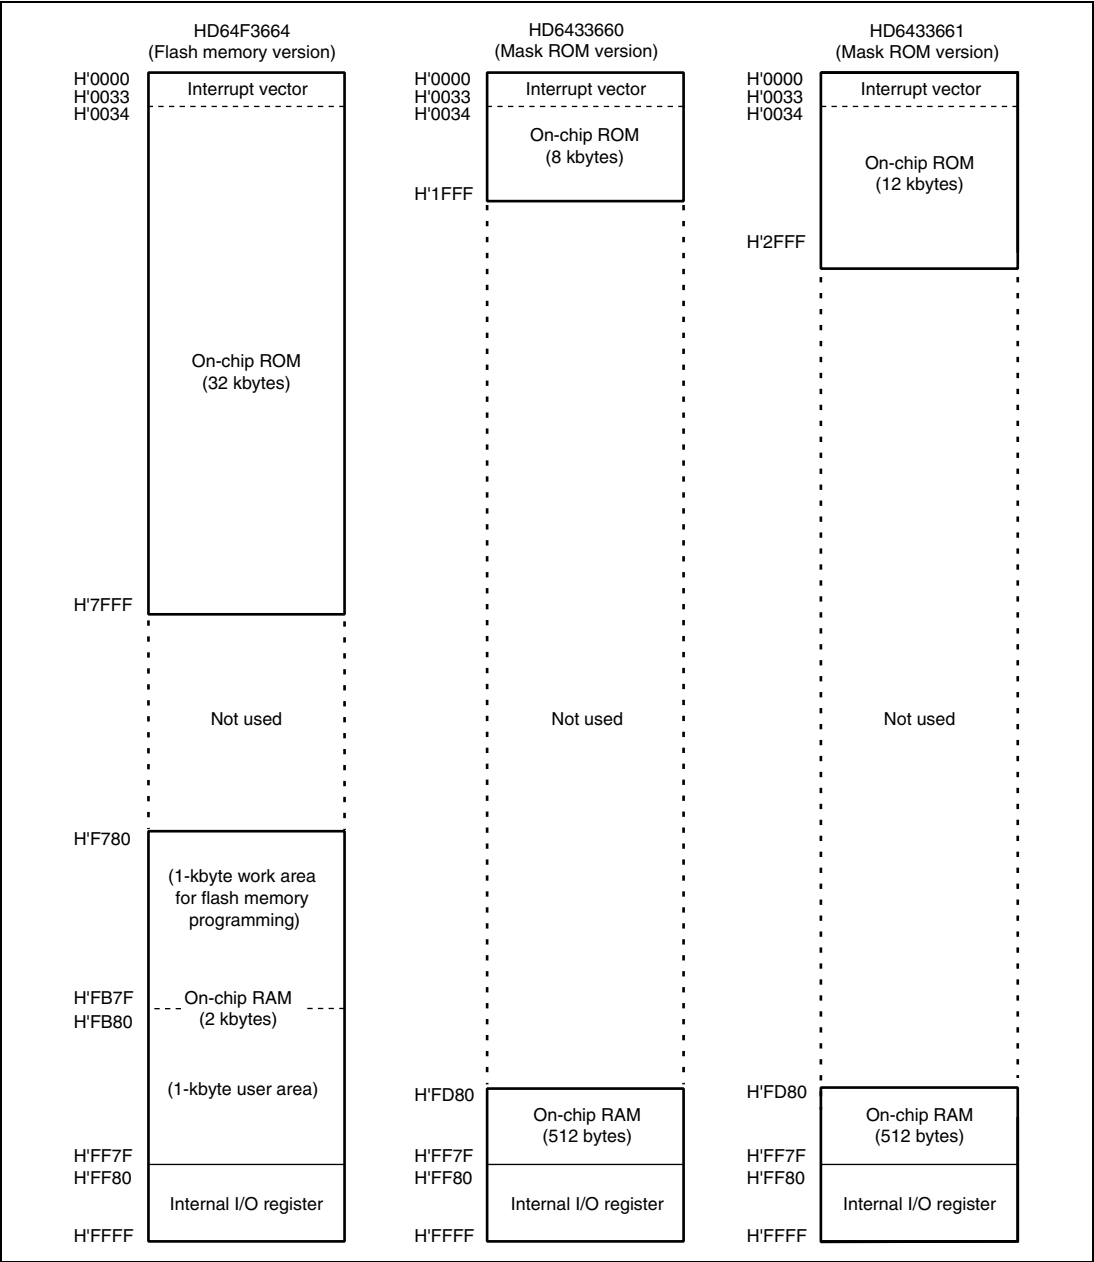 HD64F3664
(Flash memory version)
H'0000
H'0033
H'0034
Interrupt vector
On-chip ROM
(32 kbytes)
H'7FFF
Not used
H'F780
(1-kbyte work area
for flash memory
programming)
H'FB7F
H'FB80
On-chip RAM
(2 kbytes)
(1-kbyte user area)
H'FF7F
H'FF80
Internal I/O register
H'FFFF
HD6433660
(Mask ROM version)
H'0000
H'0033
H'0034
Interrupt vector
On-chip ROM
(8 kbytes)
H'1FFF
Not used
H'FD80
On-chip RAM
(512 bytes)
H'FF7F
H'FF80
Internal I/O register
H'FFFF
HD6433661
(Mask ROM version)
H'0000
H'0033
H'0034
Interrupt vector
On-chip ROM
(12 kbytes)
H'2FFF
Not used
H'FD80
On-chip RAM
(512 bytes)
H'FF7F
H'FF80
Internal I/O register
H'FFFF